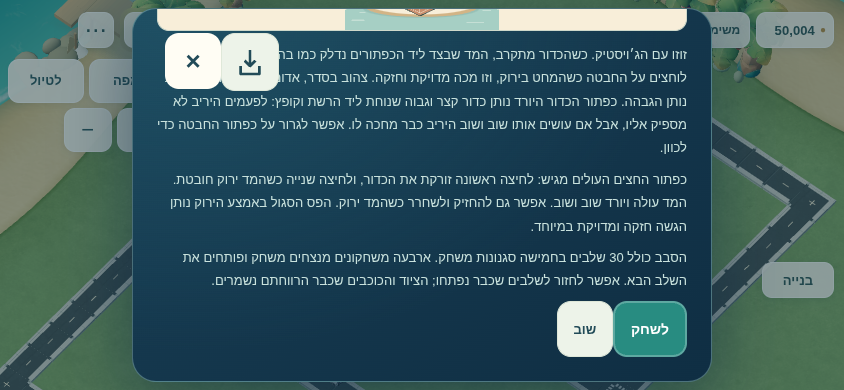 50,004
משימ
לטיול
מפה
זוזו עם הג׳ויסטיק. כשהכדור מתקרב, המד שבצד ליד הכפתורים נדלק כמו
לוחצים על החבטה כשהמחט בירוק, וזו מכה מדויקת וחזקה. צהוב בסדר,
נותן הגבהה. כפתור הכדור היורד נותן כדור קצר וגבוה שנוחת ליד הרשת וקופץ: לפעמים היריב לא
מספיק אליו, אבל אם עושים אותו שוב ושוב היריב כבר מחכה לו. אפשר לגרור על כפתור החבטה כדי
לכוון.
כפתור החצים העולים מגיש: לחיצה ראשונה זורקת את הכדור, ולחיצה שנייה כשהמד ירוק חובטת.
המד עולה ויורד שוב ושוב. אפשר גם להחזיק ולשחרר כשהמד ירוק. הפס הסגול באמצע הירוק נותן
הגשה חזקה ומדויקת במיוחד.
הסבב כולל 30 שלבים בחמישה סגנונות משחק. ארבעה משחקונים מנצחים משחק ופותחים את
השלב הבא. אפשר לחזור לשלבים שכבר נפתחו; הציוד והכוכבים שכבר הרווחתם נשמרים.
בנייה
לשחק
שוב